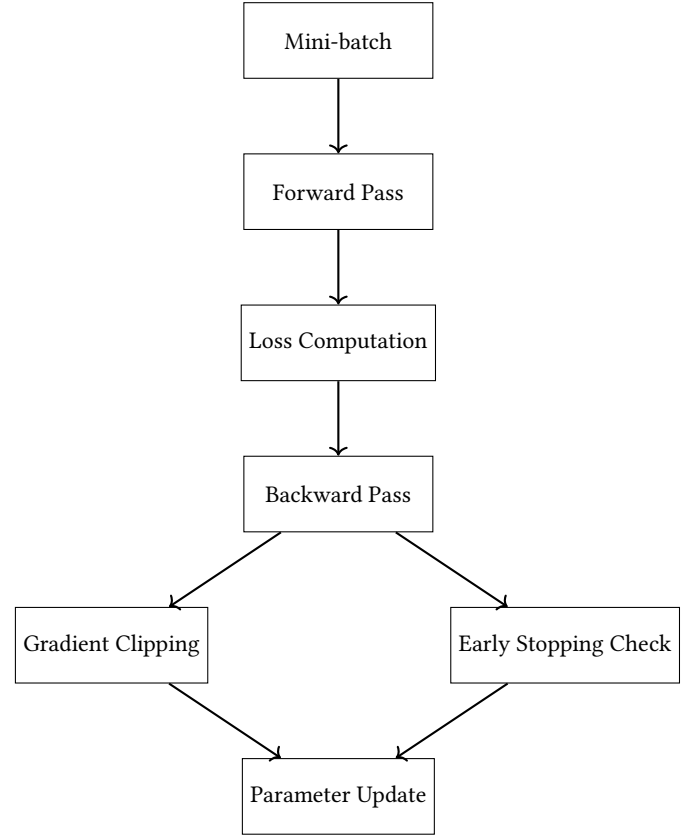 Mini-batch
Forward Pass
Loss Computation
Backward Pass
Gradient Clipping
Early Stopping Check
Parameter Update